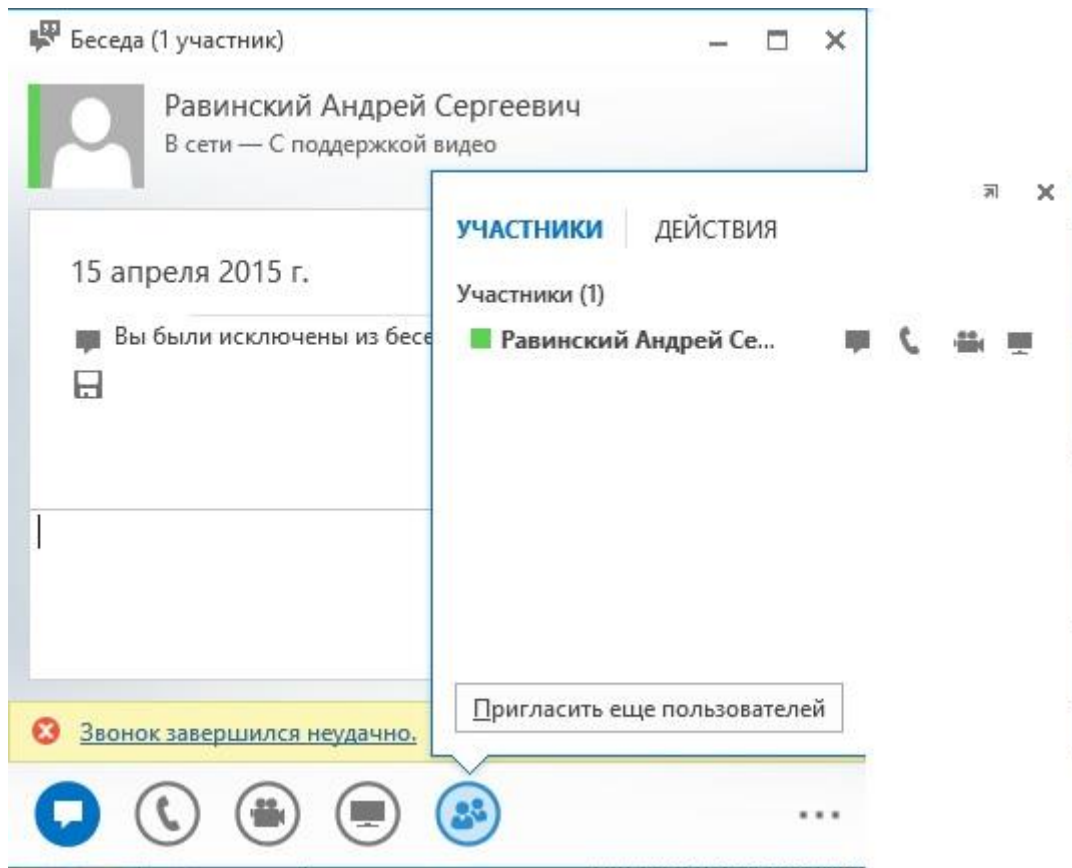 Беседа (1 участник)
Равинский Андрей Сергеевич
В сети — С поддержкой видео
УЧАСТНИКИ ДЕЙСТВИЯ
15 апреля 2015 г.
Участники (1)
Вы были исключены из бесе
Равинский Андрей Се...
Пригласить еще пользователей
Звонок завершился неудачно.